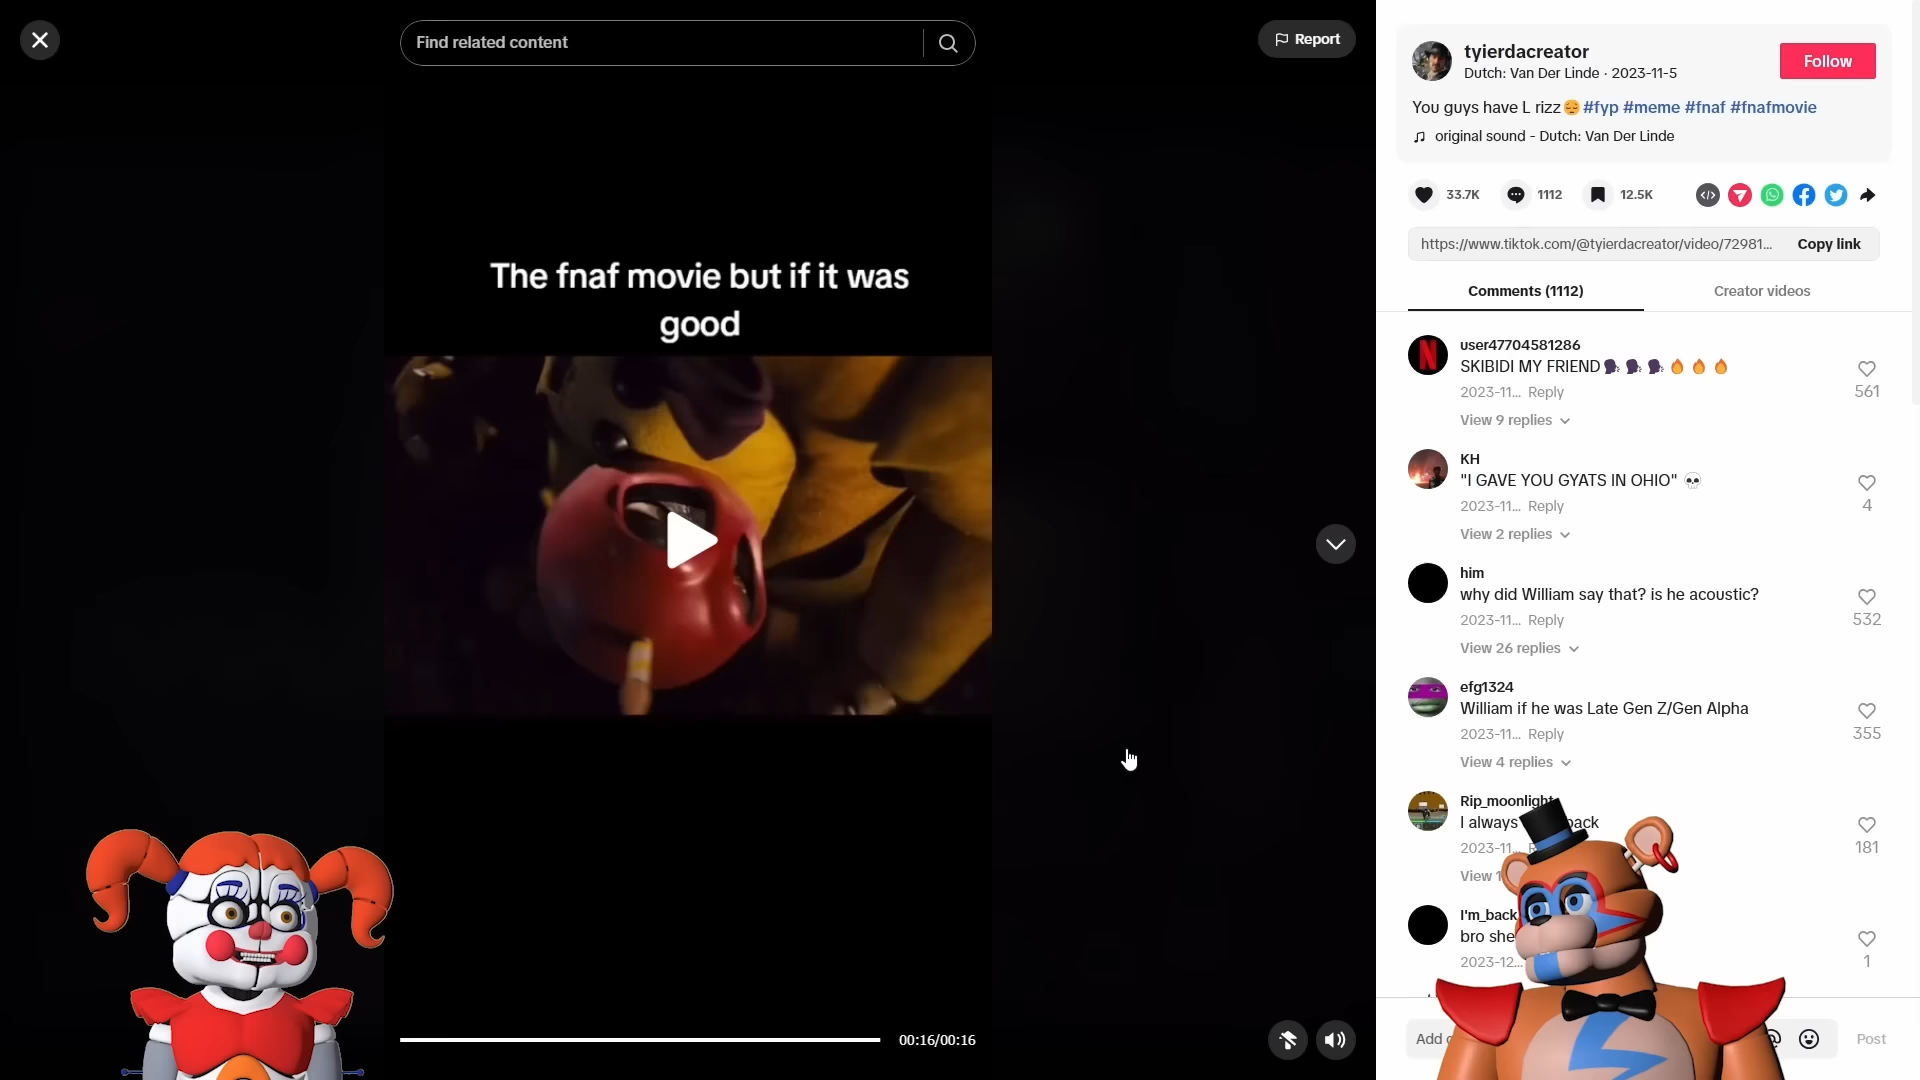 Find related content
Report
The fnaf movie but if it was
good
00:16/00:16
tyierdacreator
Dutch: Van Der Linde · 2023-11-5
Follow
You guys have L rizz😔 #fyp #meme #fnaf #fnafmovie
original sound - Dutch: Van Der Linde
33.7K
1112
12.5K
https://www.tiktok.com/@tyierdacreator/video/72981...
Copy link
Comments (1112)
Creator videos
user47704581286
SKIBIDI MY FRIEND🗣🗣🗣🔥🔥🔥
2023-11... Reply
561
View 9 replies
KH
"I GAVE YOU GYATS IN OHIO" 💀
2023-11... Reply
4
View 2 replies
him
why did William say that? is he acoustic?
2023-11... Reply
532
View 26 replies
efg1324
William if he was Late Gen Z/Gen Alpha
2023-11... Reply
355
View 4 replies
Rip_moonlight
I always back
2023-11...
181
View
I'm_back
bro she
2023-12...
1
Add
Post